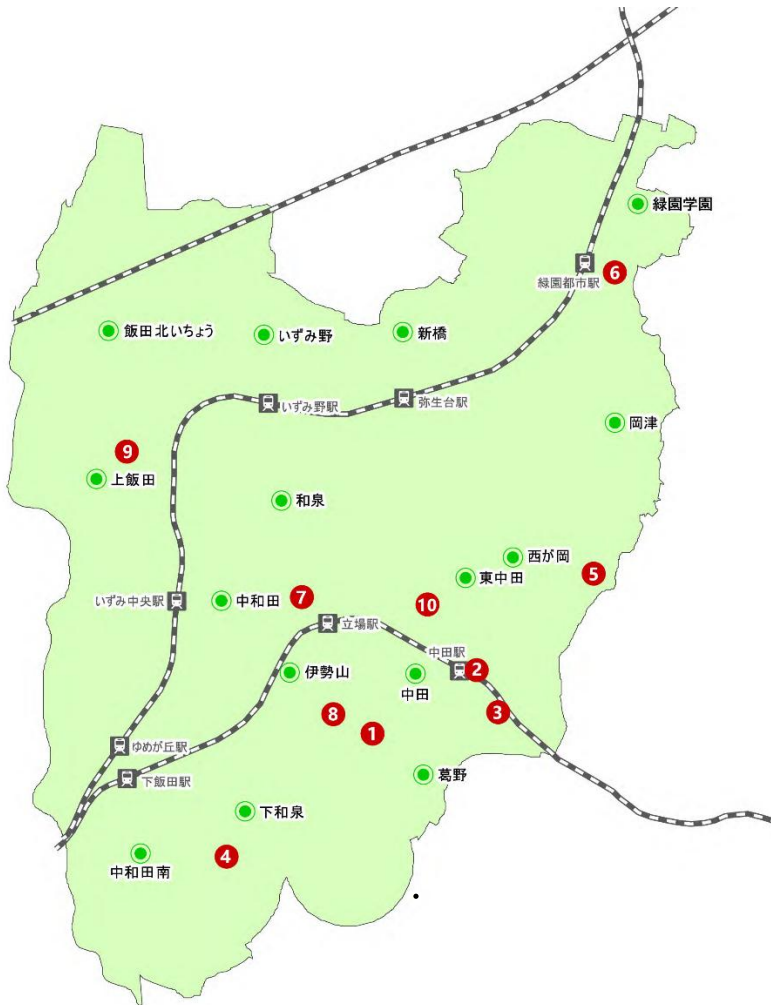 緑園学園
6
緑園都市駅
飯田北いちょう
いずみ野
新橋
いずみ野駅
弥生台駅
岡津
9
上飯田
和泉
西が岡
5
東中田
いずみ中央駅
中和田
7
10
立場駅
中田駅
2
伊勢山
中田
8
3
1
ゆめが丘駅
下飯田駅
葛野
下和泉
4
中和田南